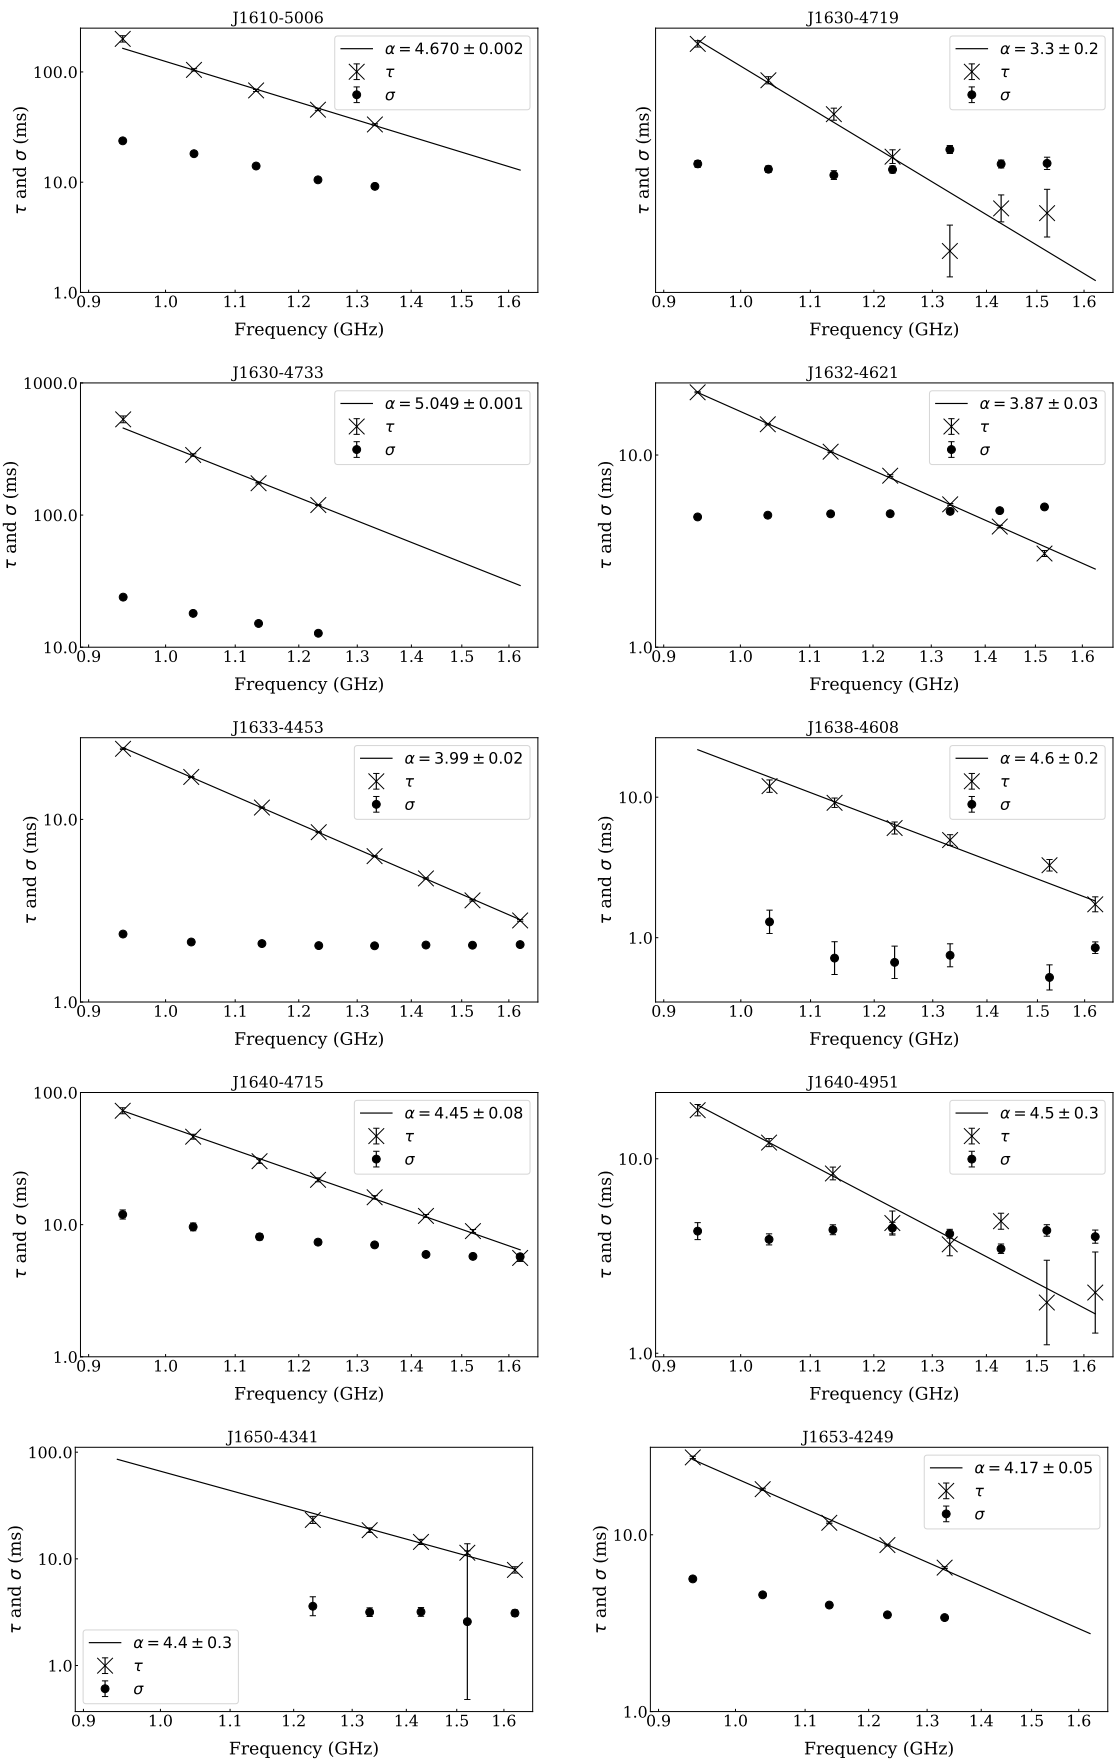 J1610-5006
α = 4.670 ± 0.002
τ
σ
100.0
10.0
1.0
τ and σ (ms)
0.9 1.0 1.1 1.2 1.3 1.4 1.5 1.6
Frequency (GHz)
J1630-4719
α = 3.3 ± 0.2
τ
σ
τ and σ (ms)
0.9 1.0 1.1 1.2 1.3 1.4 1.5 1.6
Frequency (GHz)
J1630-4733
α = 5.049 ± 0.001
τ
σ
1000.0
100.0
10.0
τ and σ (ms)
0.9 1.0 1.1 1.2 1.3 1.4 1.5 1.6
Frequency (GHz)
J1632-4621
α = 3.87 ± 0.03
τ
σ
10.0
1.0
τ and σ (ms)
0.9 1.0 1.1 1.2 1.3 1.4 1.5 1.6
Frequency (GHz)
J1633-4453
α = 3.99 ± 0.02
τ
σ
10.0
1.0
τ and σ (ms)
0.9 1.0 1.1 1.2 1.3 1.4 1.5 1.6
Frequency (GHz)
J1638-4608
α = 4.6 ± 0.2
τ
σ
10.0
1.0
τ and σ (ms)
0.9 1.0 1.1 1.2 1.3 1.4 1.5 1.6
Frequency (GHz)
J1640-4715
α = 4.45 ± 0.08
τ
σ
100.0
10.0
1.0
τ and σ (ms)
0.9 1.0 1.1 1.2 1.3 1.4 1.5 1.6
Frequency (GHz)
J1640-4951
α = 4.5 ± 0.3
τ
σ
10.0
1.0
τ and σ (ms)
0.9 1.0 1.1 1.2 1.3 1.4 1.5 1.6
Frequency (GHz)
J1650-4341
100.0
10.0
1.0
τ and σ (ms)
α = 4.4 ± 0.3
τ
σ
0.9 1.0 1.1 1.2 1.3 1.4 1.5 1.6
Frequency (GHz)
J1653-4249
α = 4.17 ± 0.05
τ
σ
10.0
1.0
τ and σ (ms)
0.9 1.0 1.1 1.2 1.3 1.4 1.5 1.6
Frequency (GHz)